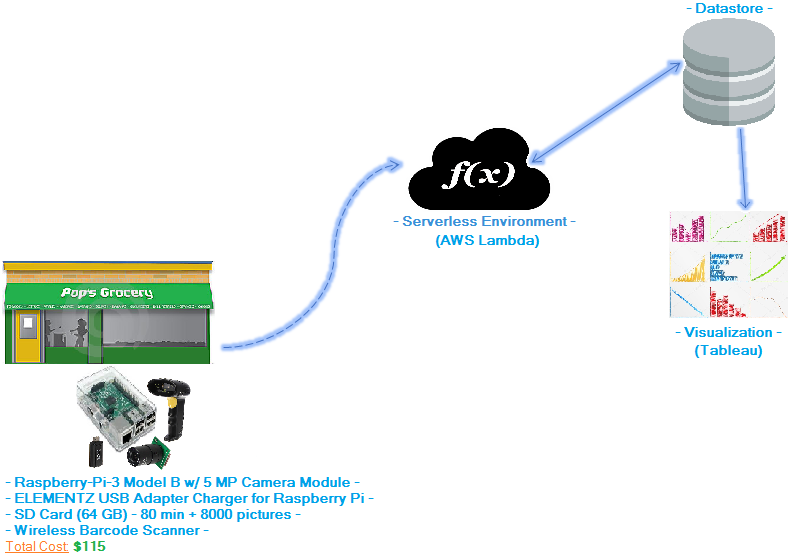 - Datastore -
f(x)
- Serverless Environment -
(AWS Lambda)
Pop's Grocery
- Visualization -
(Tableau)
- Raspberry-Pi-3 Model B w/ 5 MP Camera Module -
- ELEMENTZ USB Adapter Charger for Raspberry Pi -
- SD Card (64 GB) - 80 min + 8000 pictures -
- Wireless Barcode Scanner -
Total Cost: $115